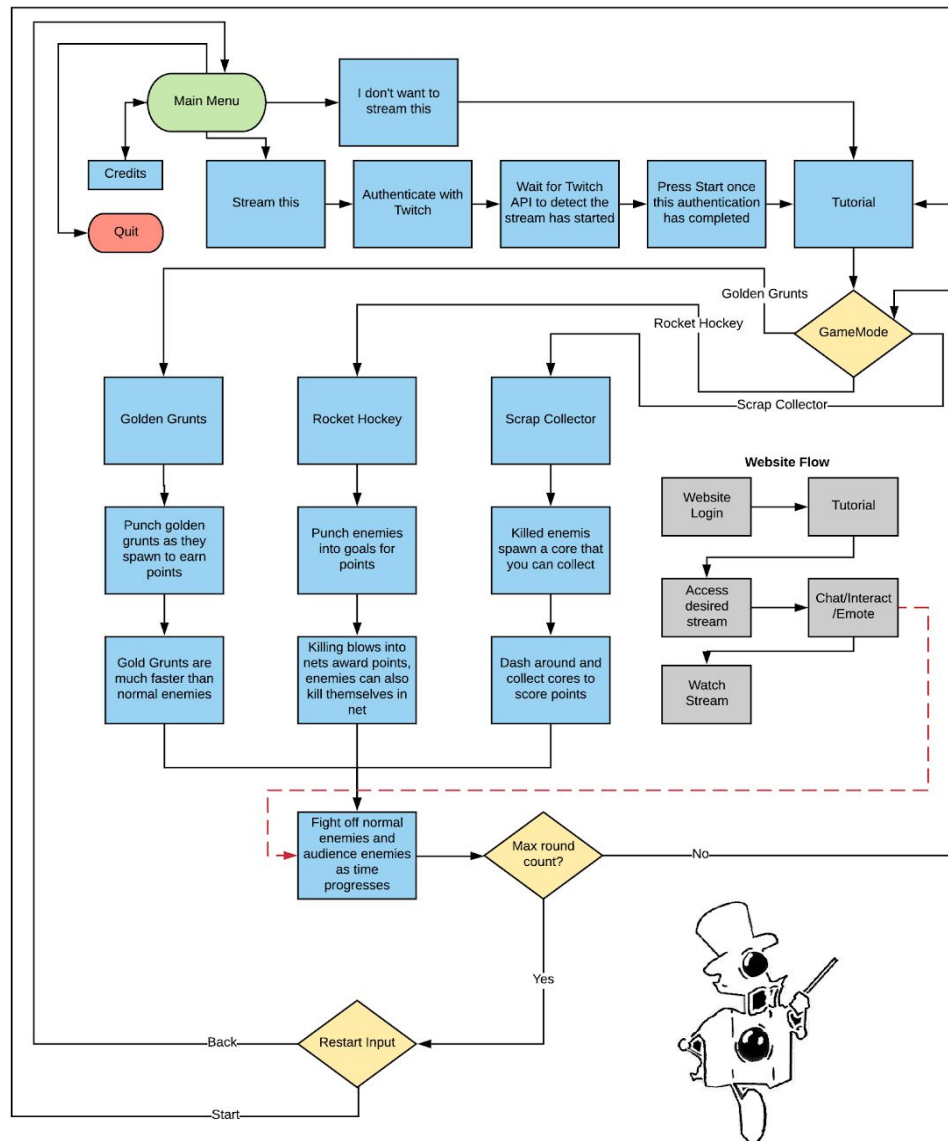 Main Menu
I don't want to
stream this
Credits
Stream this
Authenticate with
Twitch
Wait for Twitch
API to detect the
stream has started
Press Start once
this authentication
has completed
Tutorial
Quit
Golden Grunts
Rocket Hockey
GameMode
Scrap Collector
Golden Grunts
Rocket Hockey
Scrap Collector
Website Flow
Website
Login
Tutorial
Punch golden
grunts as they
spawn to earn
points
Punch enemies
into goals for
points
Killed enemis
spawn a core that
you can collect
Access
desired
stream
Chat/Interact
/Emote
Gold Grunts are
much faster than
normal enemies
Killing blows into
nets award points,
enemies can also
kill themselves in
net
Dash around and
collect cores to
score points
Watch
Stream
Fight off normal
enemies and
audience enemies
as time
progresses
Max round
count?
No
Yes
Back
Restart Input
Start